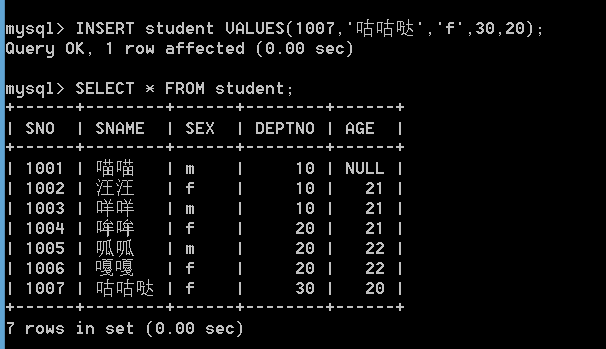 mysql> INSERT student VALUES(1007,'咕咕哒','f',30,20);
Query OK, 1 row affected (0.00 sec)
mysql> SELECT * FROM student;
+------+--------+------+--------+------+
| SNO  | SNAME  | SEX  | DEPTNO | AGE  |
+------+--------+------+--------+------+
| 1001 | 喵喵   | m    |     10 | NULL |
| 1002 | 汪汪   | f    |     10 |   21 |
| 1003 | 咩咩   | m    |     10 |   21 |
| 1004 | 哞哞   | f    |     20 |   21 |
| 1005 | 呱呱   | m    |     20 |   22 |
| 1006 | 嘎嘎   | f    |     20 |   22 |
| 1007 | 咕咕哒 | f    |     30 |   20 |
+------+--------+------+--------+------+
7 rows in set (0.00 sec)